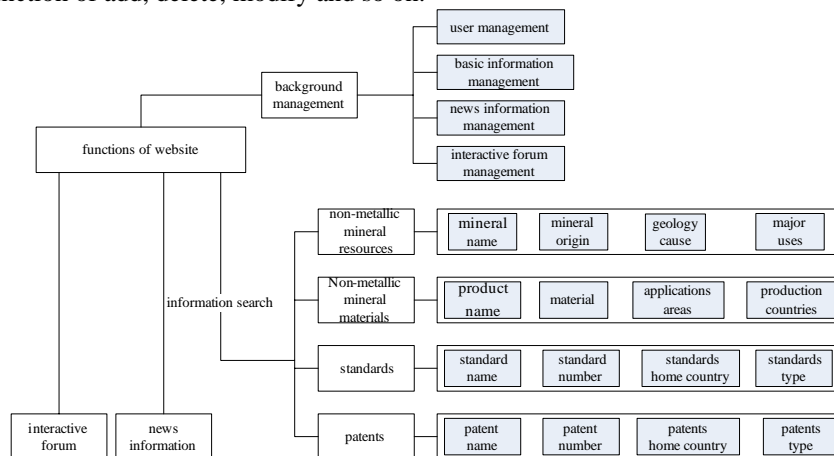 nction of add, delete, modify and so on.
user management
basic information
management
background
management
news information
management
functions of website
interactive forum
management
non-metallic
mineral
resources
mineral
name
mineral
origin
geology
cause
major
uses
information search
Non-metallic
mineral
materials
product
name
material
applications
areas
production
countries
standards
standard
name
standard
number
standards
home country
standards
type
interactive
forum
news
information
patents
patent
name
patent
number
patents
home country
patents
type